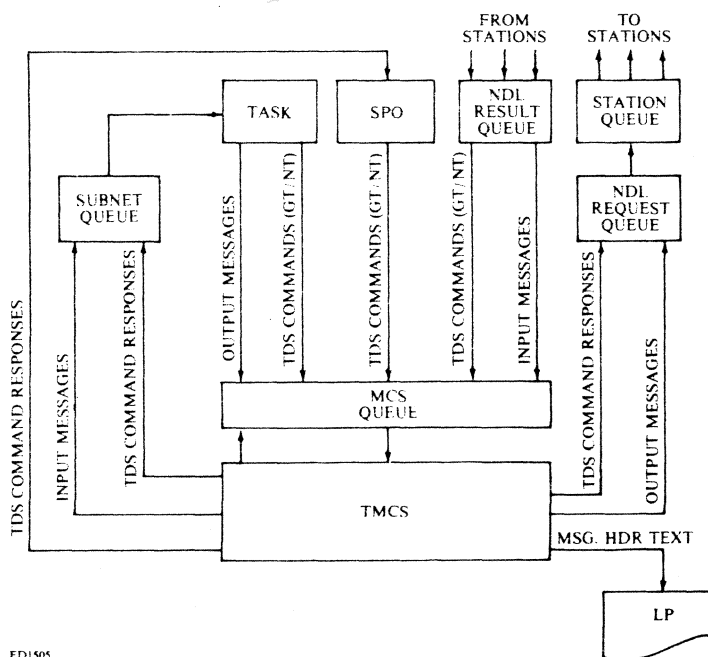 FROM
STATIONS
TO
STATIONS
TASK
SPO
NDL
RESULT
QUEUE
STATION
QUEUE
SUBNET
QUEUE
NDL
REQUEST
QUEUE
TDS COMMAND RESPONSES
INPUT MESSAGES
TDS COMMAND RESPONSES
OUTPUT MESSAGES
TDS COMMANDS (GT/NT)
TDS COMMANDS (GT/NT)
TDS COMMANDS (GT/NT)
INPUT MESSAGES
TDS COMMAND RESPONSES
OUTPUT MESSAGES
MCS
QUEUE
TMCS
MSG. HDR TEXT
LP
ED1505